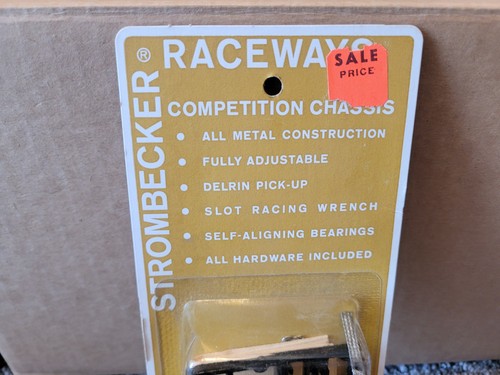 STROMBECKER®
RACEWAYS
SALE
PRICE
COMPETITION CHASSIS
• ALL METAL CONSTRUCTION
• FULLY ADJUSTABLE
• DELRIN PICK-UP
• SLOT RACING WRENCH
• SELF-ALIGNING BEARINGS
• ALL HARDWARE INCLUDED